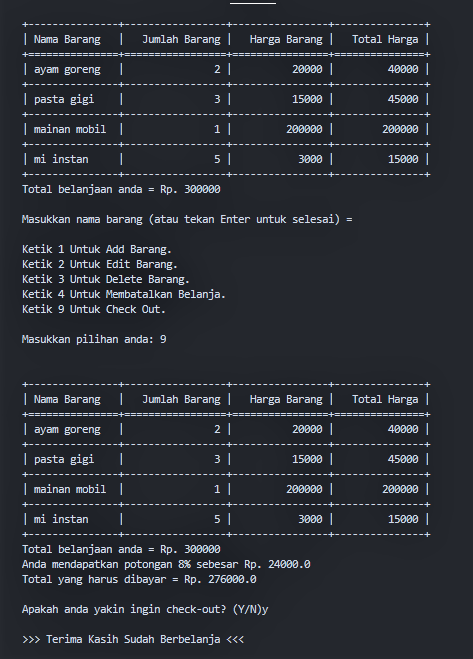 +---------------+-----------------+----------------+---------------+
| Nama Barang   |   Jumlah Barang |   Harga Barang |   Total Harga |
+===============+=================+================+===============+
| ayam goreng   |               2 |          20000 |         40000 |
+---------------+-----------------+----------------+---------------+
| pasta gigi    |               3 |          15000 |         45000 |
+---------------+-----------------+----------------+---------------+
| mainan mobil  |               1 |         200000 |        200000 |
+---------------+-----------------+----------------+---------------+
| mi instan     |               5 |           3000 |         15000 |
+---------------+-----------------+----------------+---------------+
Total belanjaan anda = Rp. 300000
Masukkan nama barang (atau tekan Enter untuk selesai) =
Ketik 1 Untuk Add Barang.
Ketik 2 Untuk Edit Barang.
Ketik 3 Untuk Delete Barang.
Ketik 4 Untuk Membatalkan Belanja.
Ketik 9 Untuk Check Out.
Masukkan pilihan anda: 9
+---------------+-----------------+----------------+---------------+
| Nama Barang   |   Jumlah Barang |   Harga Barang |   Total Harga |
+===============+=================+================+===============+
| ayam goreng   |               2 |          20000 |         40000 |
+---------------+-----------------+----------------+---------------+
| pasta gigi    |               3 |          15000 |         45000 |
+---------------+-----------------+----------------+---------------+
| mainan mobil  |               1 |         200000 |        200000 |
+---------------+-----------------+----------------+---------------+
| mi instan     |               5 |           3000 |         15000 |
+---------------+-----------------+----------------+---------------+
Total belanjaan anda = Rp. 300000
Anda mendapatkan potongan 8% sebesar Rp. 24000.0
Total yang harus dibayar = Rp. 276000.0
Apakah anda yakin ingin check-out? (Y/N)y
>>> Terima Kasih Sudah Berbelanja <<<